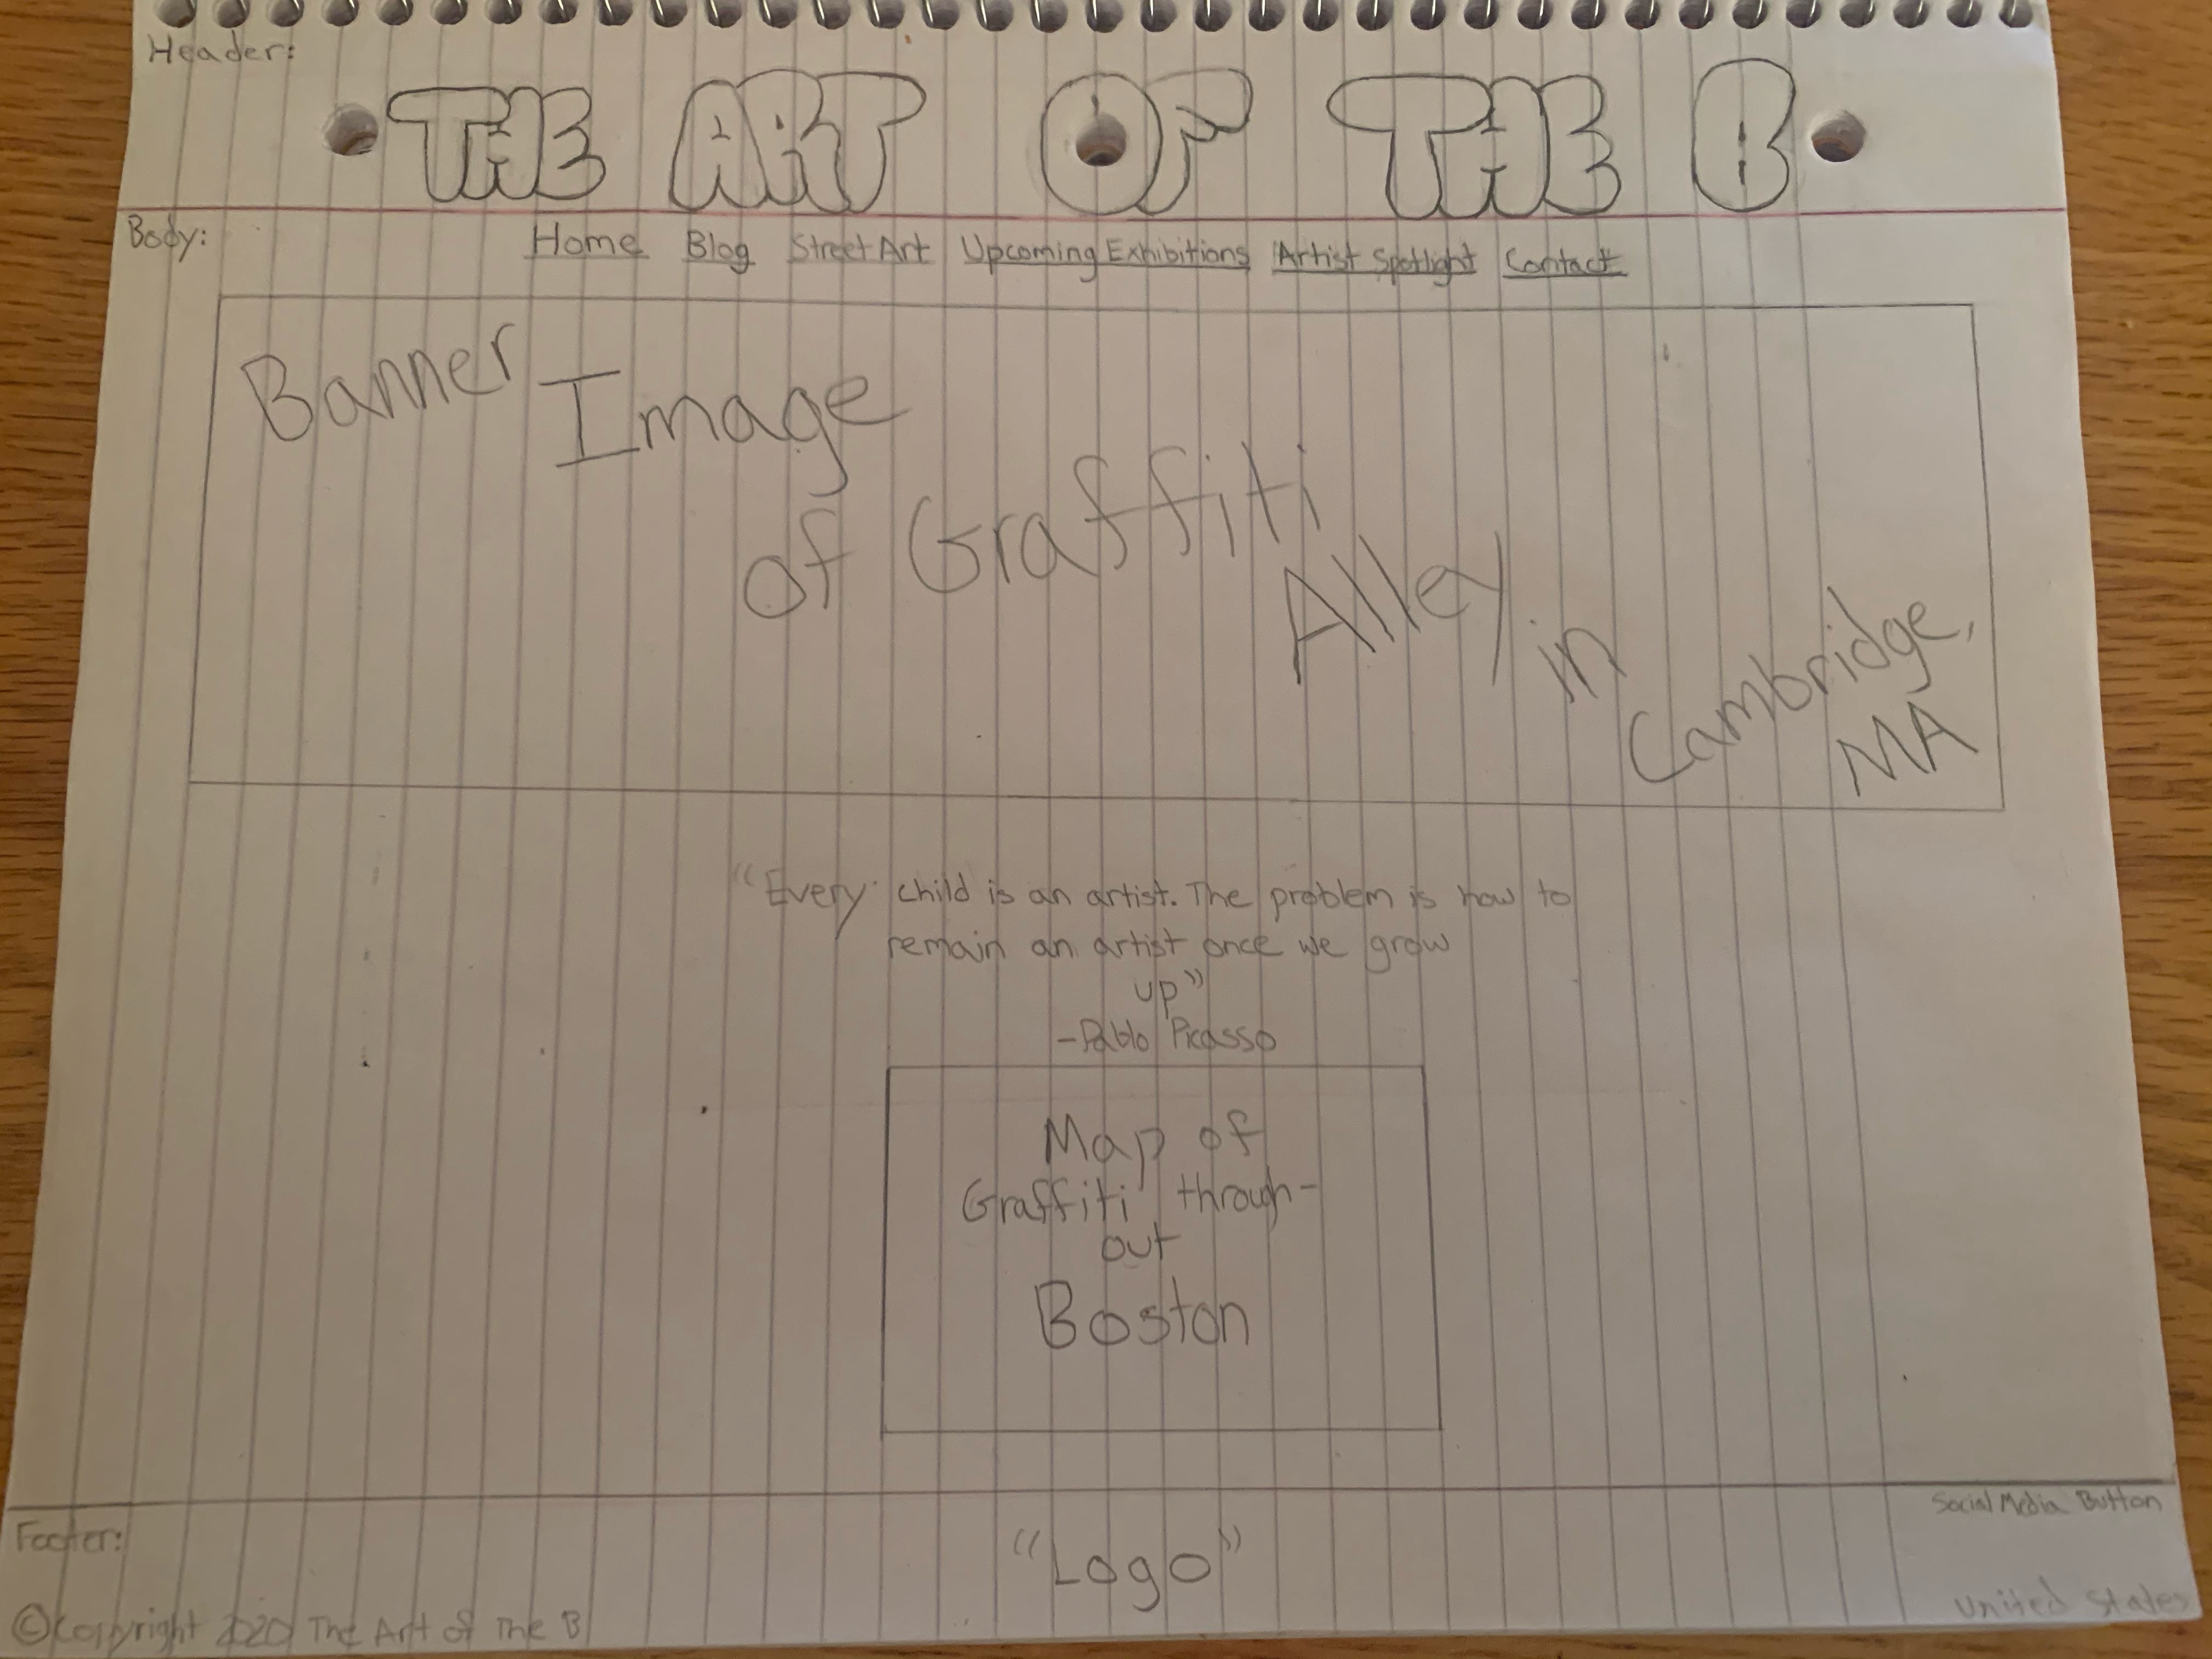 Header:
THE ART OF THE B
Body:
Home Blog Street Art Upcoming Exhibitions Artist Spotlight Contact
Banner Image
Of Graffiti Alley in Cambridge,
MA
"Every child is an artist. The problem is how to
remain an artist once we grow
up"
-Pablo Picasso
Map of
Graffiti through-
out
Boston
Footer:
Social Media Button
"Logo"
©Copyright 2020 The Art of The B
United States